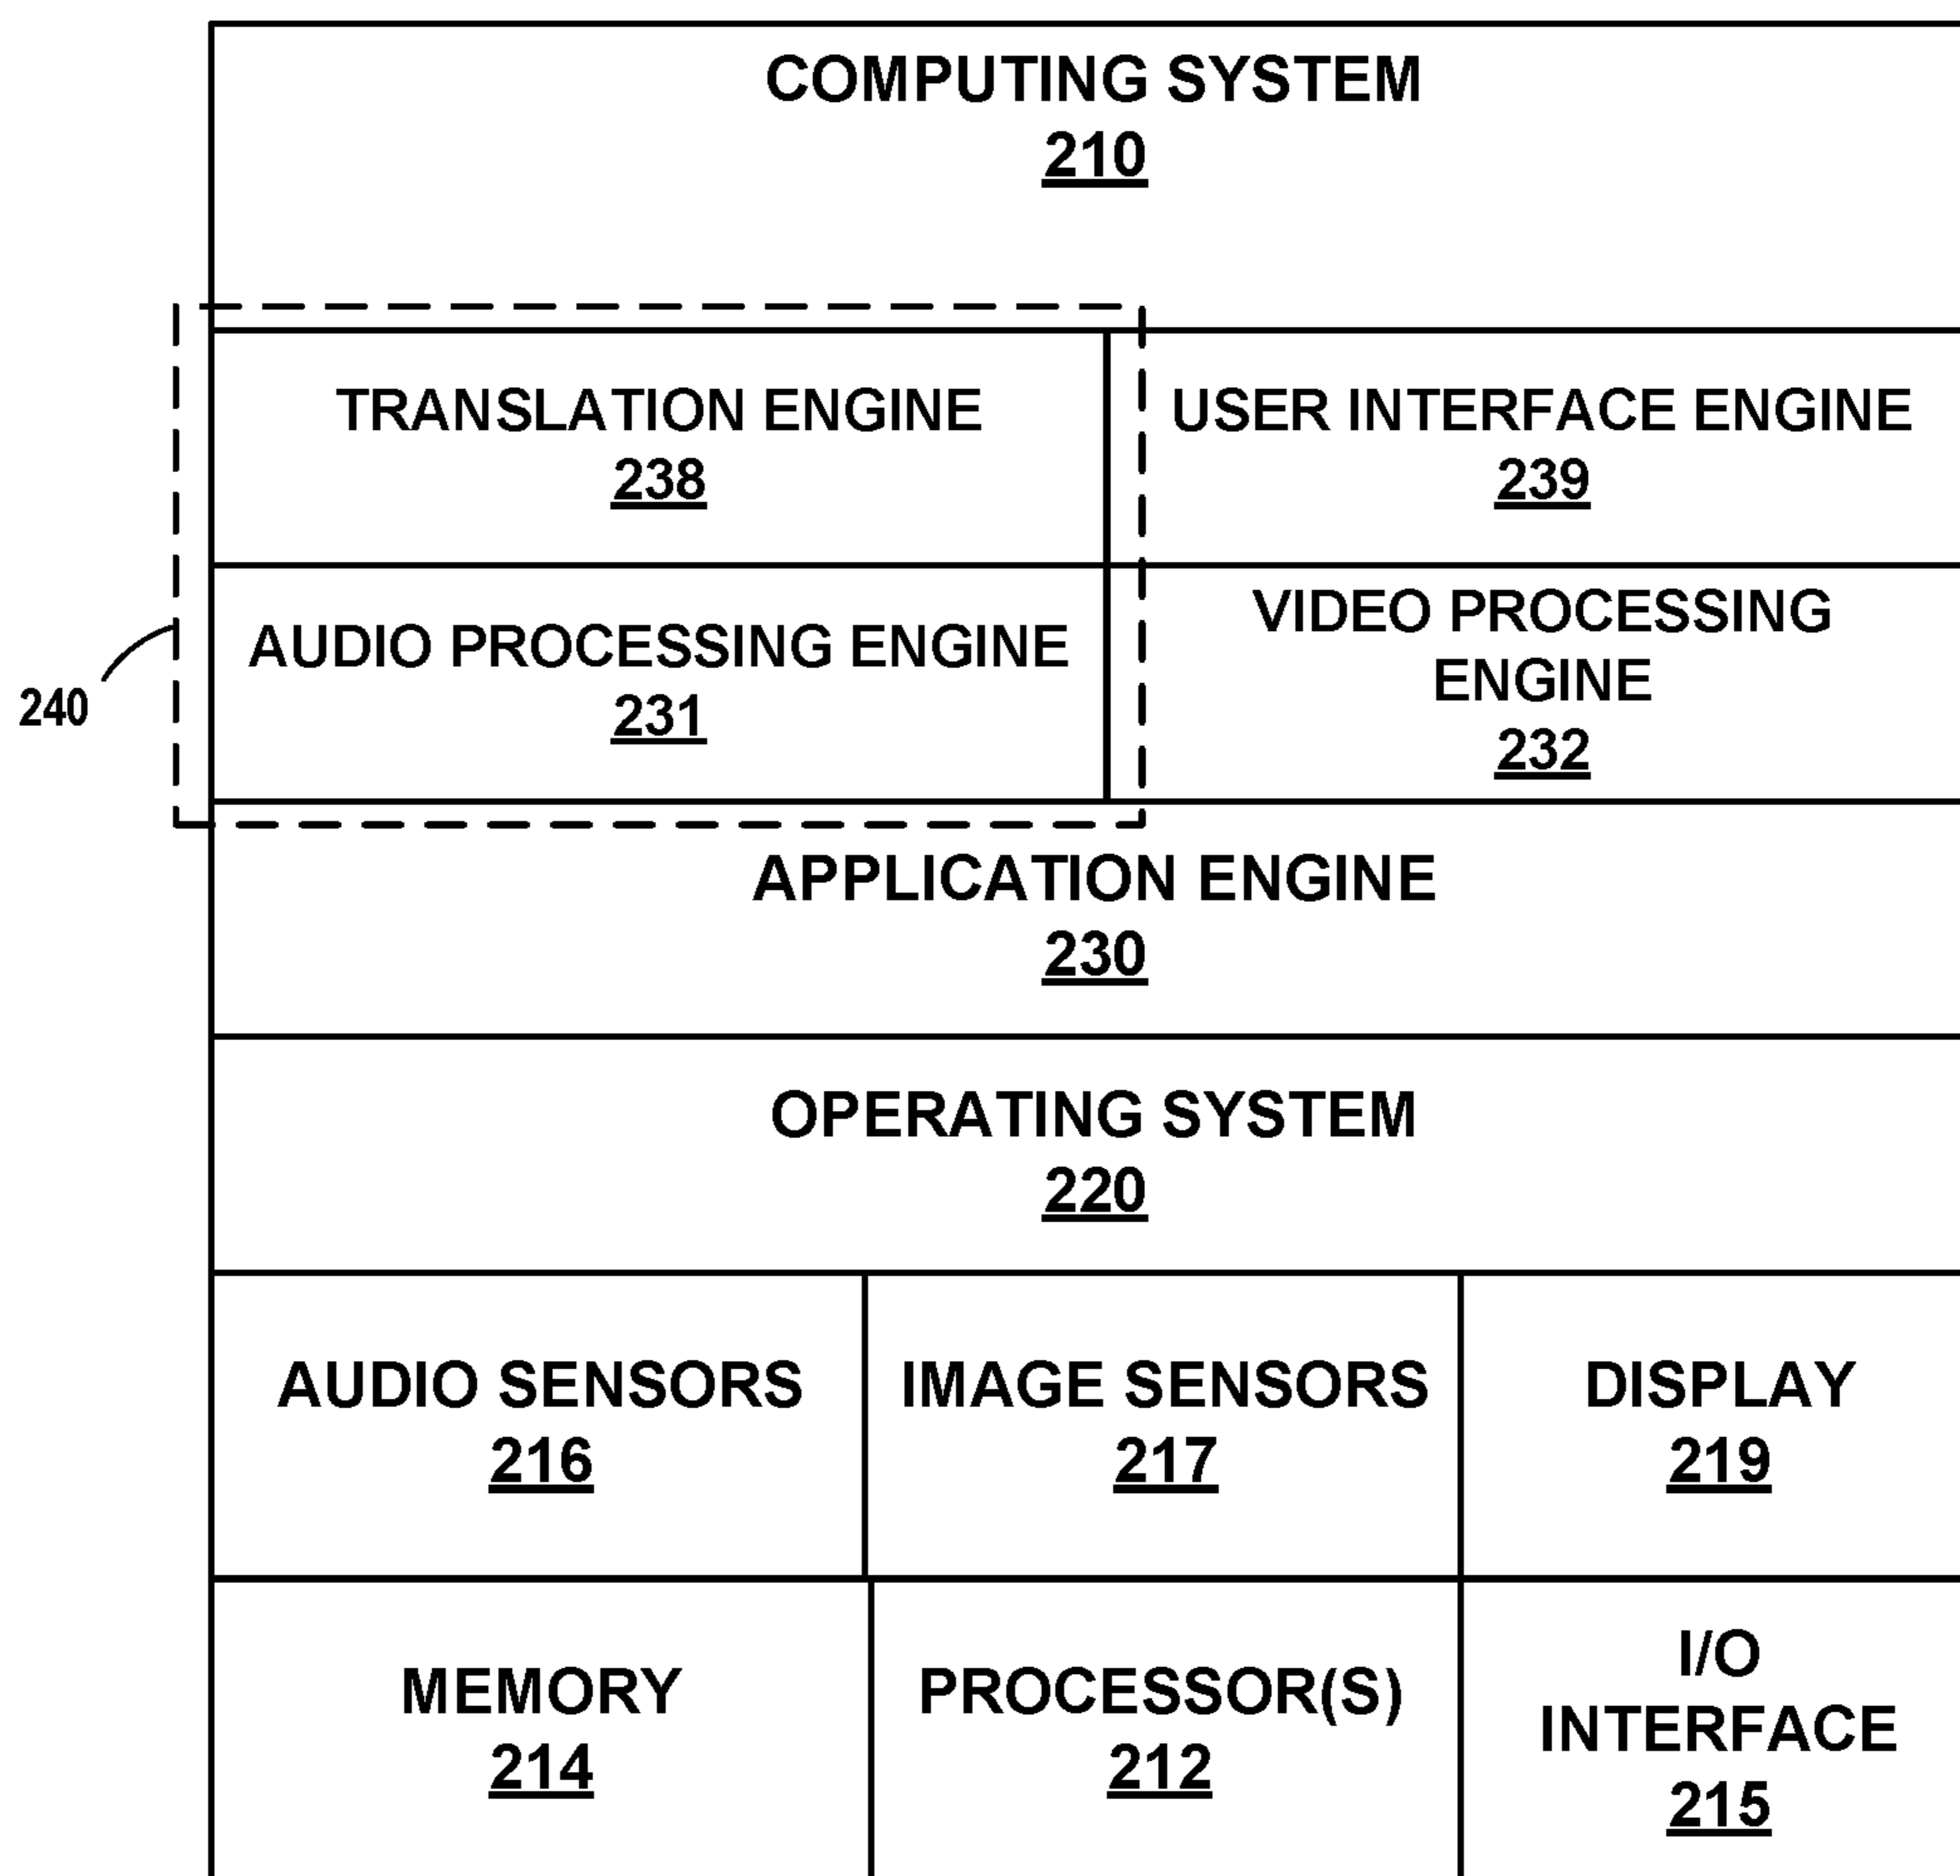 COMPUTING SYSTEM
210
TRANSLATION ENGINE
238
USER INTERFACE ENGINE
239
AUDIO PROCESSING ENGINE
231
VIDEO PROCESSING
ENGINE
232
240
APPLICATION ENGINE
230
OPERATING SYSTEM
220
AUDIO SENSORS
216
IMAGE SENSORS
217
DISPLAY
219
MEMORY
214
PROCESSOR(S)
212
I/O
INTERFACE
215